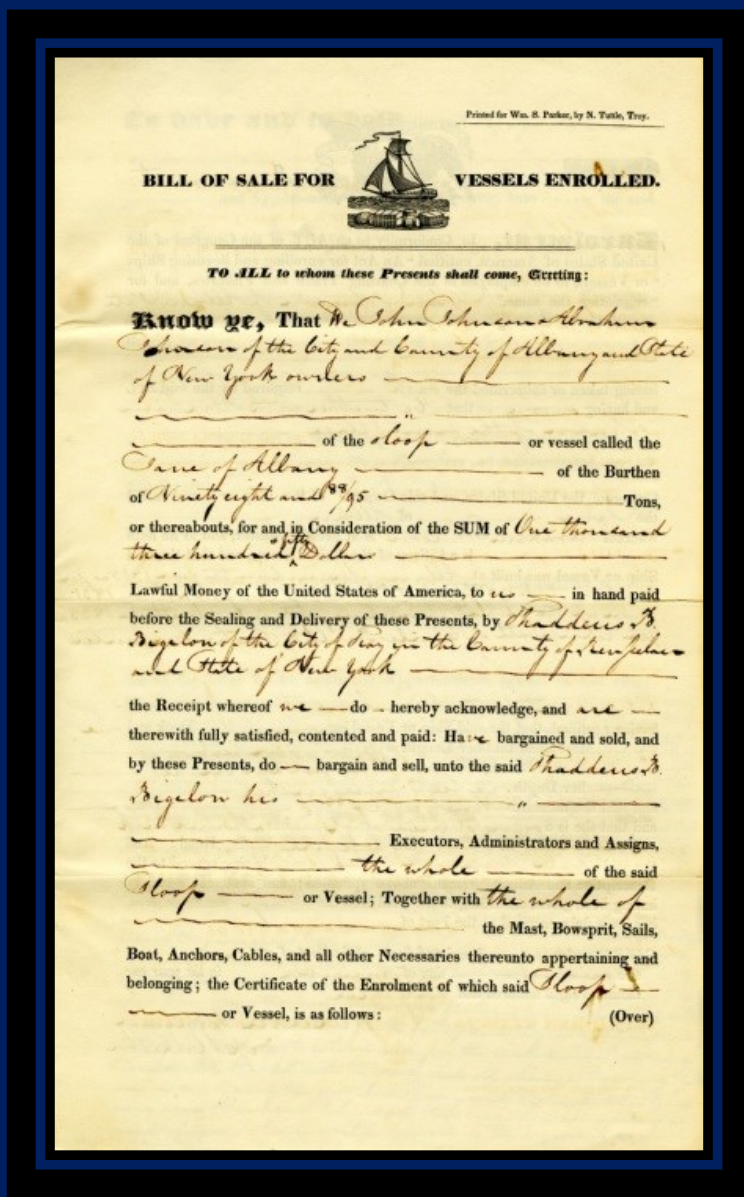 Printed for Wm. S. Parker, by N. Tuttle, Troy.
BILL OF SALE FOR VESSELS ENROLLED.
TO ALL to whom these Presents shall come, Greeting:
Know ye, That We John Johnson & Abraham
Johnson of the City and County of Albany and State
of New York owners
of the sloop or vessel called the
Jane of Albany of the Burthen
of Ninety eight and 88/95 Tons,
or thereabouts, for and in Consideration of the SUM of One thousand
three hundred & fifty Dollars
Lawful Money of the United States of America, to us in hand paid
before the Sealing and Delivery of these Presents, by Thaddeus B.
Bigelow of the City of Troy in the County of Rensselaer
and State of New York
the Receipt whereof we do hereby acknowledge, and are
therewith fully satisfied, contented and paid: Have bargained and sold, and
by these Presents, do bargain and sell, unto the said Thaddeus B.
Bigelow his "
Executors, Administrators and Assigns,
the whole of the said
Sloop or Vessel; Together with the whole of
the Mast, Bowsprit, Sails,
Boat, Anchors, Cables, and all other Necessaries thereunto appertaining and
belonging; the Certificate of the Enrolment of which said Sloop
or Vessel, is as follows: (Over)